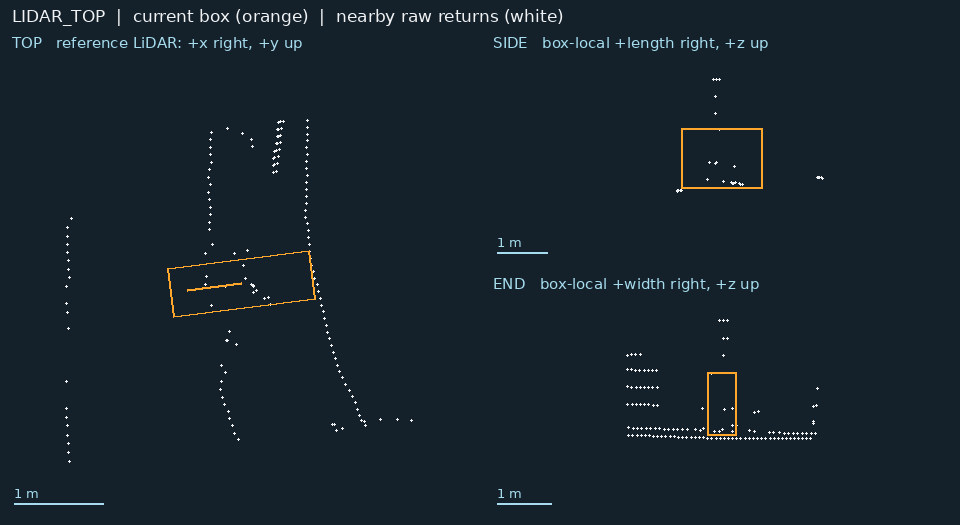 LIDAR_TOP | current box (orange) | nearby raw returns (white)
TOP reference LiDAR: +x right, +y up
SIDE box-local +length right, +z up
1 m
END box-local +width right, +z up
1 m
1 m